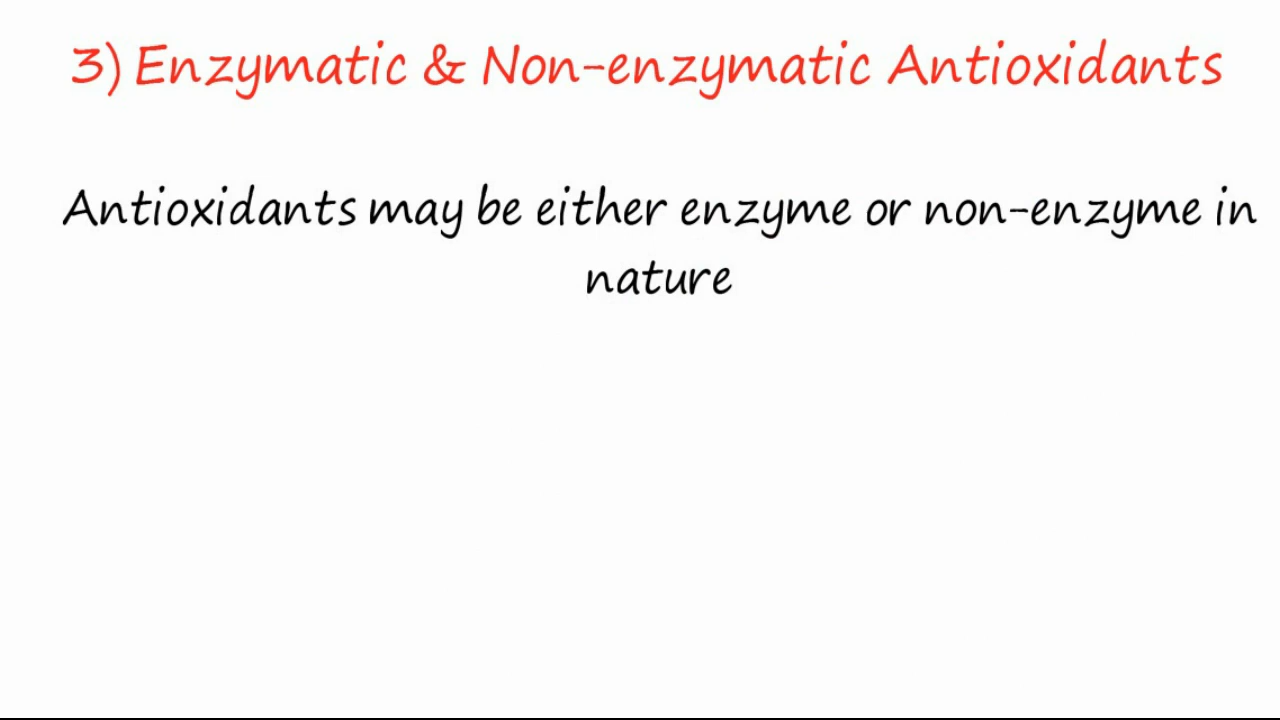 3) Enzymatic & Non-enzymatic Antioxidants
Antioxidants may be either enzyme or non-enzyme in
nature